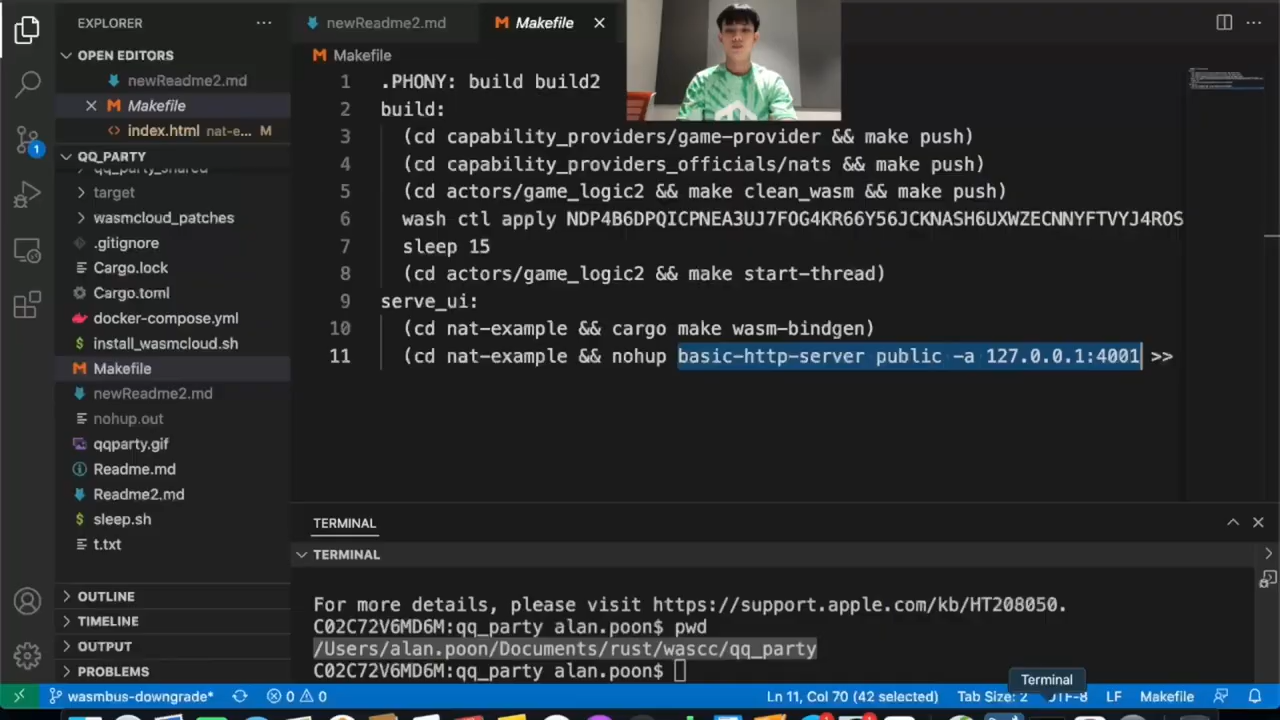 EXPLORER
OPEN EDITORS
newReadme2.md
Makefile
index.html nat-e... M
QQ_PARTY
qq_party_shared
target
wasmcloud_patches
.gitignore
Cargo.lock
Cargo.toml
docker-compose.yml
install_wasmcloud.sh
Makefile
newReadme2.md
nohup.out
qqparty.gif
Readme.md
Readme2.md
sleep.sh
t.txt
OUTLINE
TIMELINE
OUTPUT
PROBLEMS
newReadme2.md
Makefile
Makefile
1 .PHONY: build build2
2 build:
3 (cd capability_providers/game-provider && make push)
4 (cd capability_providers_officials/nats && make push)
5 (cd actors/game_logic2 && make clean_wasm && make push)
6 wash ctl apply NDP4B6DPQICPNEA3UJ7FOG4KR66Y56JCKNASH6UXWZECNNYFTVYJ4ROS
7 sleep 15
8 (cd actors/game_logic2 && make start-thread)
9 serve_ui:
10 (cd nat-example && cargo make wasm-bindgen)
11 (cd nat-example && nohup basic-http-server public -a 127.0.0.1:4001 >>
TERMINAL
TERMINAL
For more details, please visit https://support.apple.com/kb/HT208050.
C02C72V6MD6M:qq_party alan.poon$ pwd
/Users/alan.poon/Documents/rust/wascc/qq_party
C02C72V6MD6M:qq_party alan.poon$
Terminal
1
wasmbus-downgrade* 0 0 Ln 11, Col 70 (42 selected) Tab Size: 2 UTF-8 LF Makefile